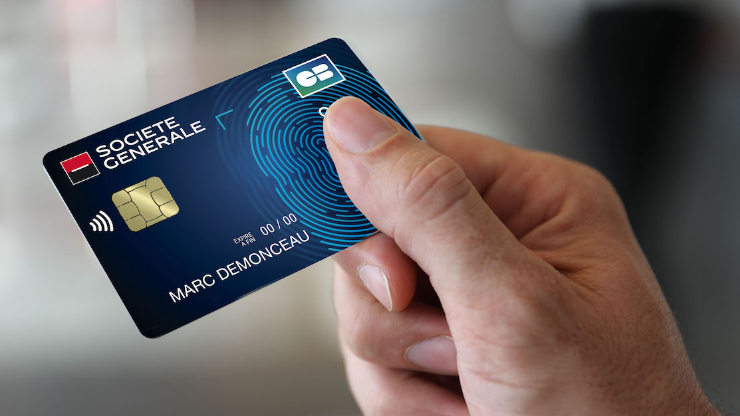 SOCIETE
GENERALE
CB
EXPIRE
A FIN
00 / 00
MARC DEMONCEAU